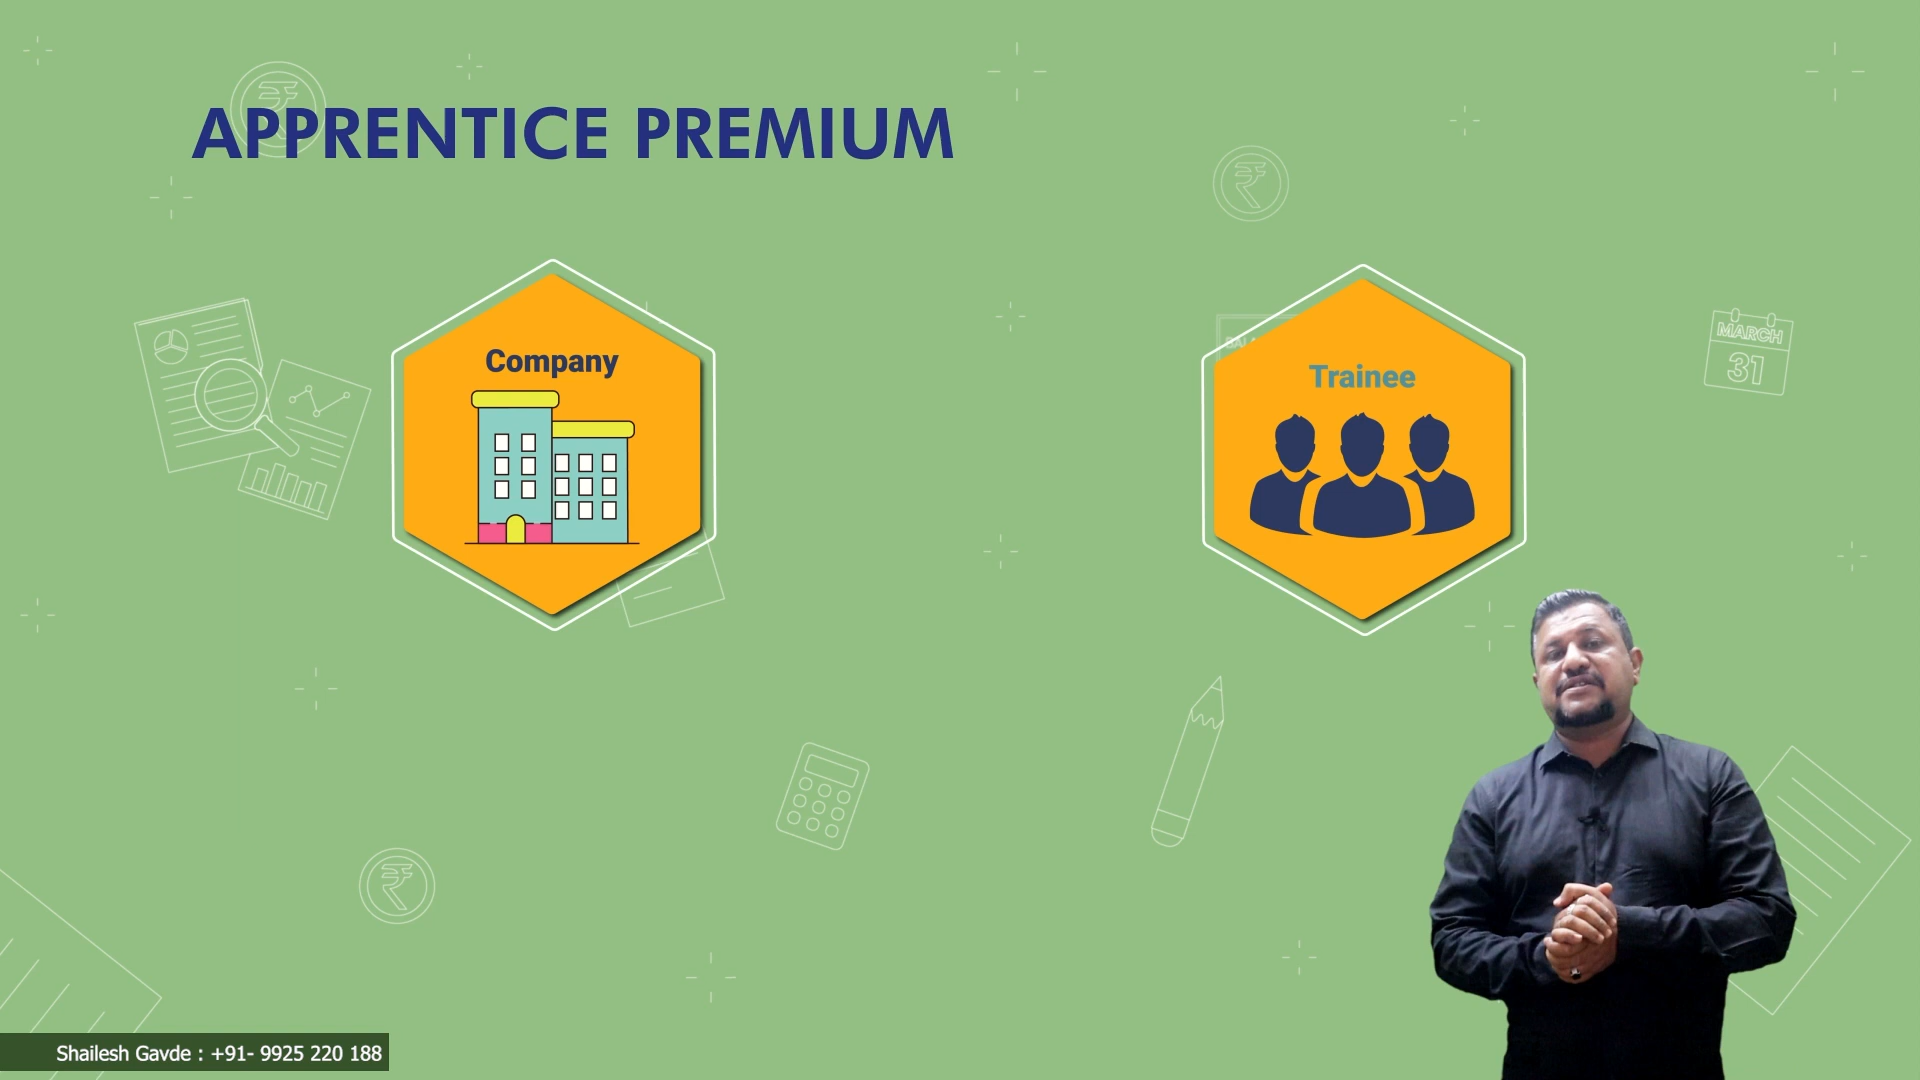 APPRENTICE PREMIUM
Company
Trainee
MARCH
31
Shailesh Gavde : +91- 9925 220 188